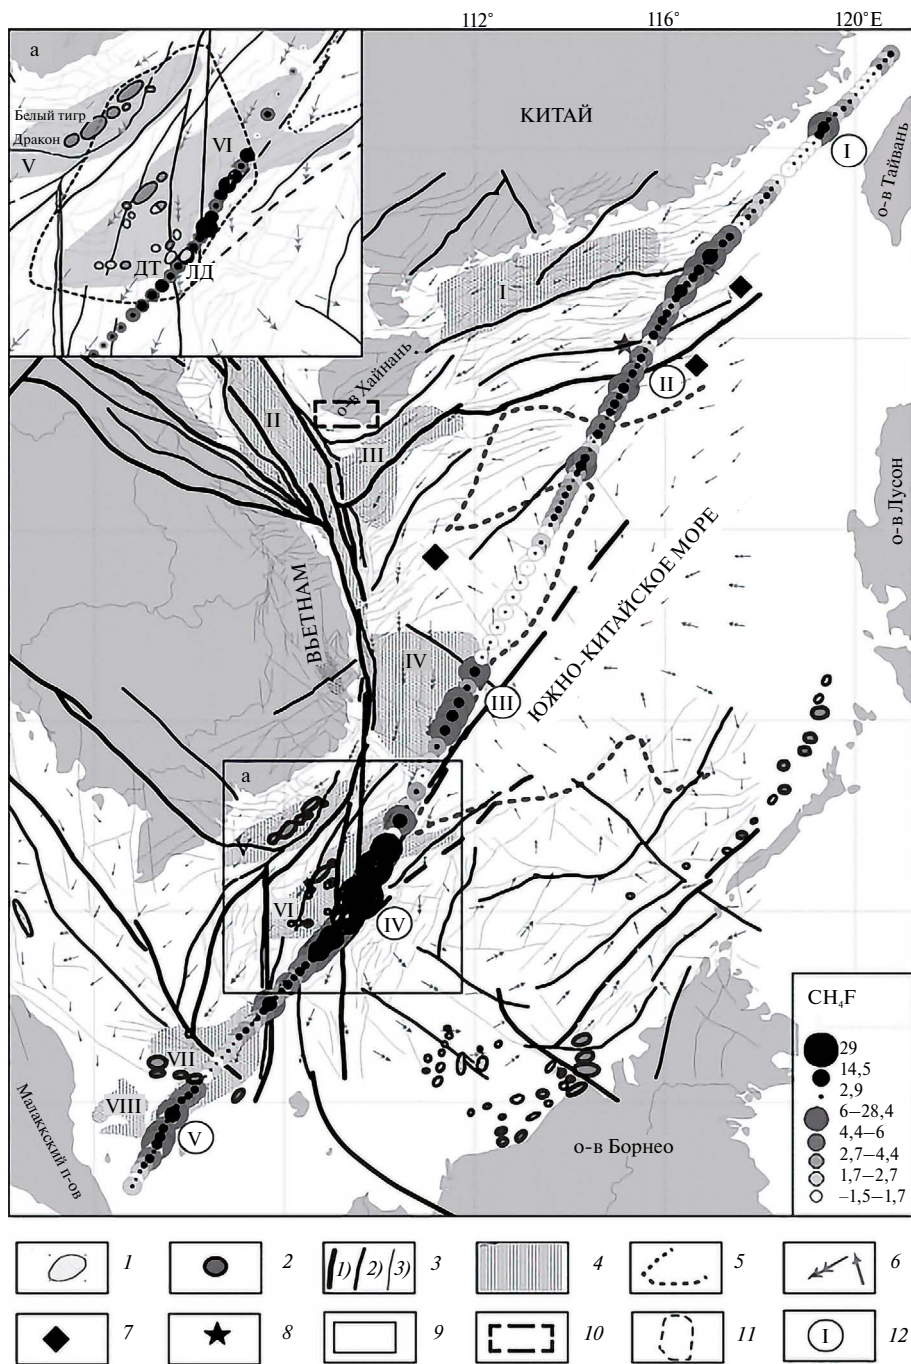 112° 116° 120°E
а
Белый тигр
Дракон
V
VI
ДТ ЛД
КИТАЙ
I
о-в Тайвань
I
о-в Хайнань
II
II
III
о-в Лусон
ВЬЕТНАМ
ЮЖНО-КИТАЙСКОЕ МОРЕ
IV
III
а
V
VI
IV
VII
VIII
V
Малаккский п-ов
о-в Борнео
CH₄F
29
14,5
2,9
6–28,4
4,4–6
2,7–4,4
1,7–2,7
–1,5–1,7
1 2 1) 2) 3) 3 4 5 6
7 8 9 10 11 I 12